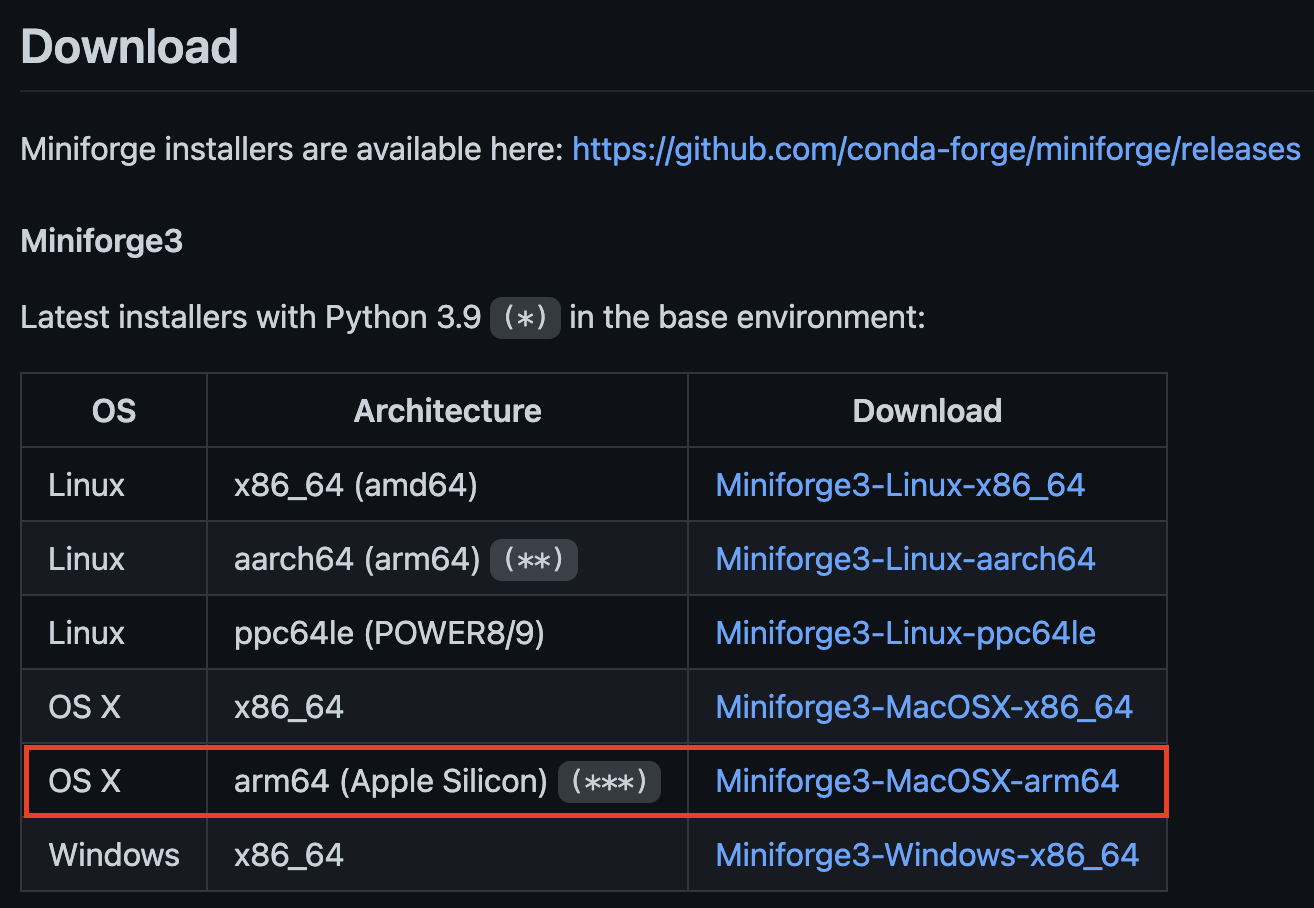 Download
Miniforge installers are available here: https://github.com/conda-forge/miniforge/releases
Miniforge3
Latest installers with Python 3.9 (*) in the base environment:
OS Architecture Download
Linux x86_64 (amd64) Miniforge3-Linux-x86_64
Linux aarch64 (arm64) (**) Miniforge3-Linux-aarch64
Linux ppc64le (POWER8/9) Miniforge3-Linux-ppc64le
OS X x86_64 Miniforge3-MacOSX-x86_64
OS X arm64 (Apple Silicon) (***) Miniforge3-MacOSX-arm64
Windows x86_64 Miniforge3-Windows-x86_64